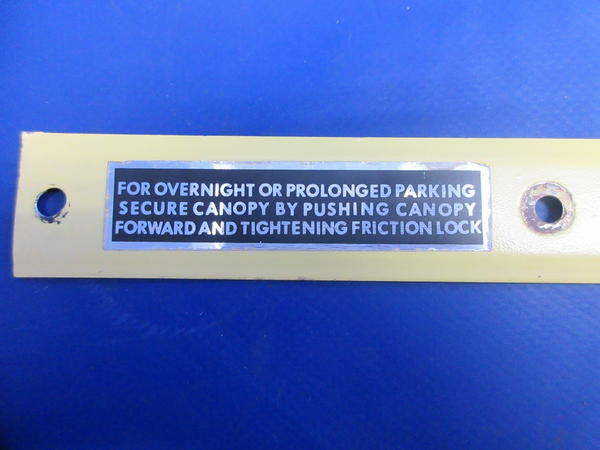 FOR OVERNIGHT OR PROLONGED PARKING
SECURE CANOPY BY PUSHING CANOPY
FORWARD AND TIGHTENING FRICTION LOCK